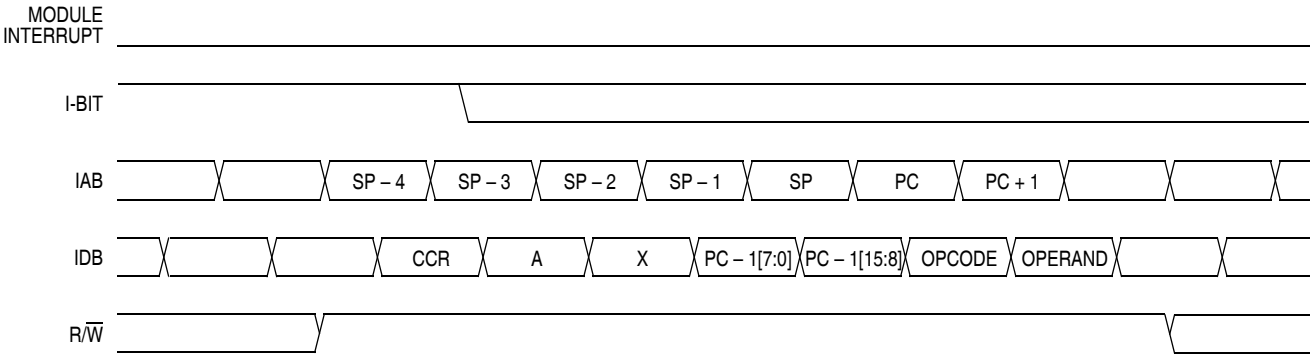 MODULE
INTERRUPT
I-BIT
IAB SP – 4 SP – 3 SP – 2 SP – 1 SP PC PC + 1
IDB CCR A X PC – 1[7:0] PC – 1[15:8] OPCODE OPERAND
R/W̅